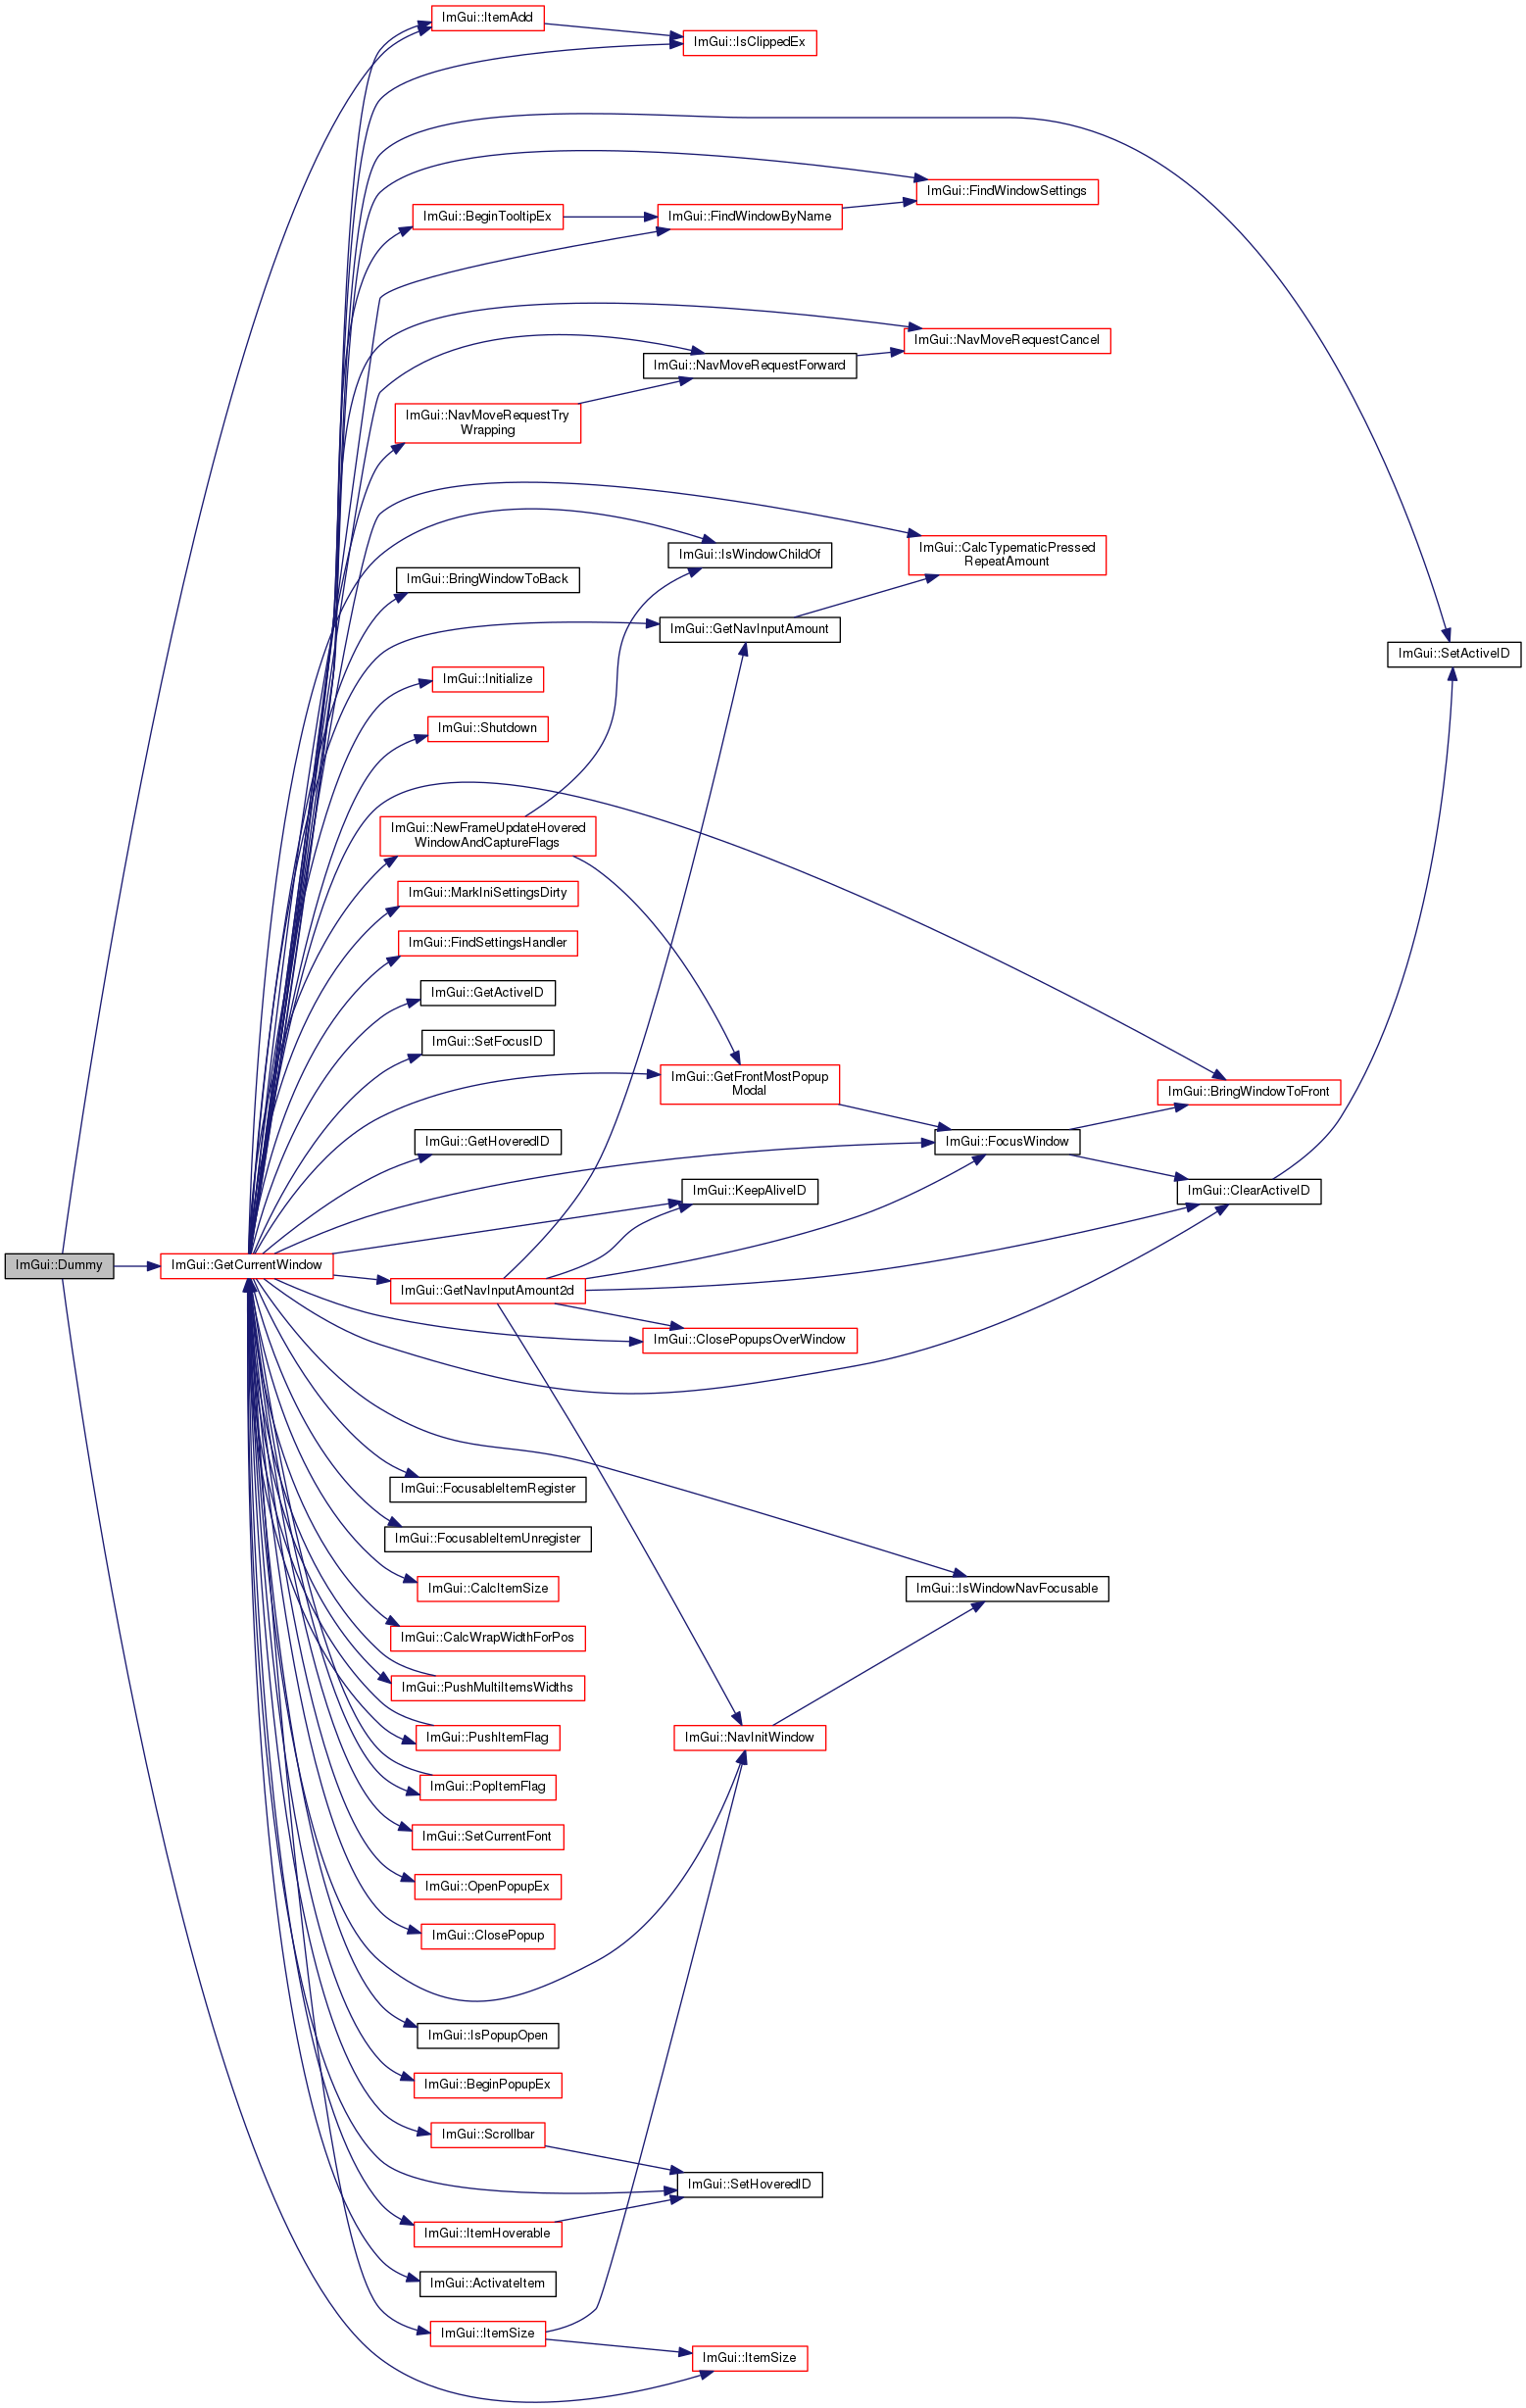 ImGui::ItemAdd
ImGui::IsClippedEx
ImGui::FindWindowSettings
ImGui::BeginTooltipEx
ImGui::FindWindowByName
ImGui::NavMoveRequestCancel
ImGui::NavMoveRequestForward
ImGui::NavMoveRequestTry
Wrapping
ImGui::CalcTypematicPressed
RepeatAmount
ImGui::IsWindowChildOf
ImGui::BringWindowToBack
ImGui::GetNavInputAmount
ImGui::SetActiveID
ImGui::Initialize
ImGui::Shutdown
ImGui::NewFrameUpdateHovered
WindowAndCaptureFlags
ImGui::MarkIniSettingsDirty
ImGui::FindSettingsHandler
ImGui::GetActiveID
ImGui::SetFocusID
ImGui::GetFrontMostPopup
Modal
ImGui::BringWindowToFront
ImGui::GetHoveredID
ImGui::FocusWindow
ImGui::KeepAliveID
ImGui::ClearActiveID
ImGui::Dummy
ImGui::GetCurrentWindow
ImGui::GetNavInputAmount2d
ImGui::ClosePopupsOverWindow
ImGui::FocusableItemRegister
ImGui::FocusableItemUnregister
ImGui::CalcItemSize
ImGui::IsWindowNavFocusable
ImGui::CalcWrapWidthForPos
ImGui::PushMultiItemsWidths
ImGui::PushItemFlag
ImGui::NavInitWindow
ImGui::PopItemFlag
ImGui::SetCurrentFont
ImGui::OpenPopupEx
ImGui::ClosePopup
ImGui::IsPopupOpen
ImGui::BeginPopupEx
ImGui::Scrollbar
ImGui::SetHoveredID
ImGui::ItemHoverable
ImGui::ActivateItem
ImGui::ItemSize
ImGui::ItemSize